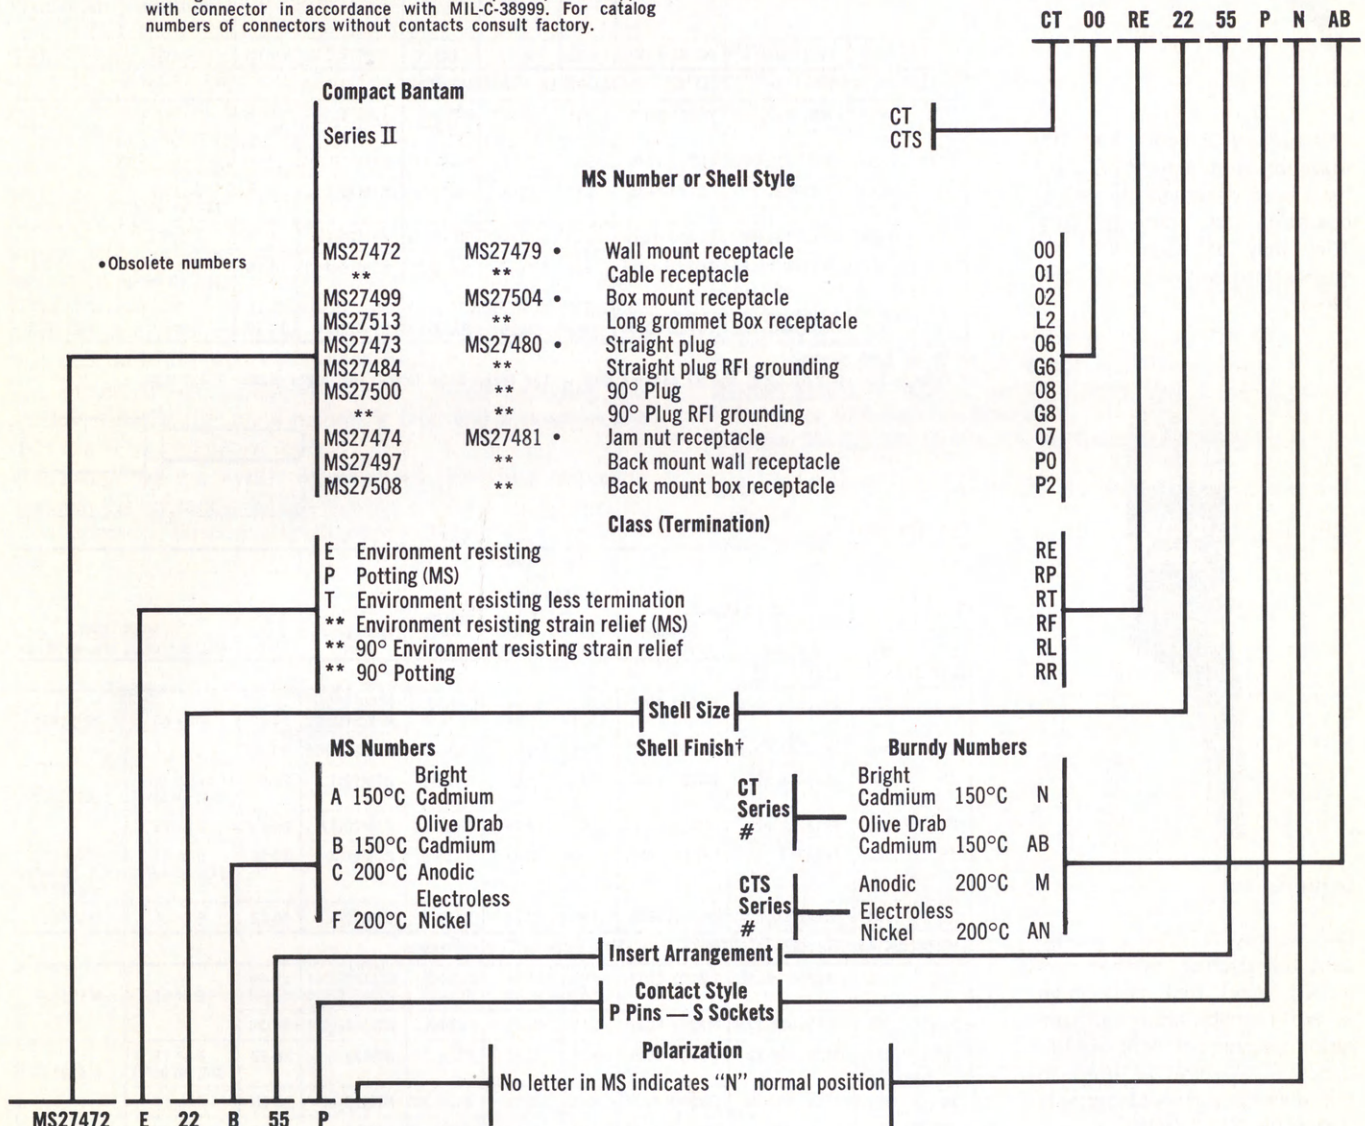 with connector in accordance with MIL-C-38999. For catalog
numbers of connectors without contacts consult factory.
CT 00 RE 22 55 P N AB
Compact Bantam
Series II
CT
CTS
MS Number or Shell Style
•Obsolete numbers
MS27472 MS27479 • Wall mount receptacle 00
** ** Cable receptacle 01
MS27499 MS27504 • Box mount receptacle 02
MS27513 ** Long grommet Box receptacle L2
MS27473 MS27480 • Straight plug 06
MS27484 ** Straight plug RFI grounding G6
MS27500 ** 90° Plug 08
** ** 90° Plug RFI grounding G8
MS27474 MS27481 • Jam nut receptacle 07
MS27497 ** Back mount wall receptacle P0
MS27508 ** Back mount box receptacle P2
Class (Termination)
E Environment resisting RE
P Potting (MS) RP
T Environment resisting less termination RT
** Environment resisting strain relief (MS) RF
** 90° Environment resisting strain relief RL
** 90° Potting RR
Shell Size
MS Numbers Shell Finish† Burndy Numbers
Bright
A 150°C Cadmium
Olive Drab
B 150°C Cadmium
C 200°C Anodic
Electroless
F 200°C Nickel
CT
Series
#
Bright
Cadmium 150°C N
Olive Drab
Cadmium 150°C AB
CTS
Series
#
Anodic 200°C M
Electroless
Nickel 200°C AN
Insert Arrangement
Contact Style
P Pins — S Sockets
Polarization
No letter in MS indicates "N" normal position
MS27472 E 22 B 55 P